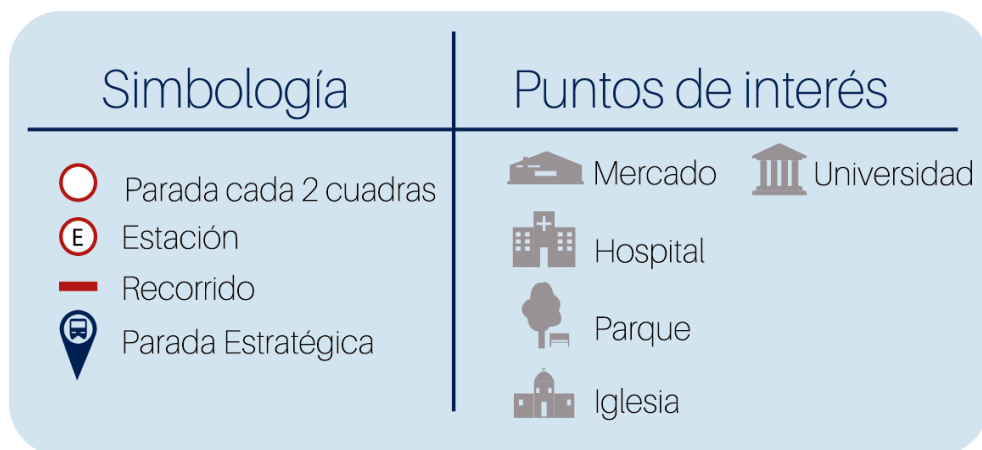 Simbología
Parada cada 2 cuadras
E
Estación
Recorrido
Parada Estratégica
Puntos de interés
Mercado
Universidad
Hospital
Parque
Iglesia